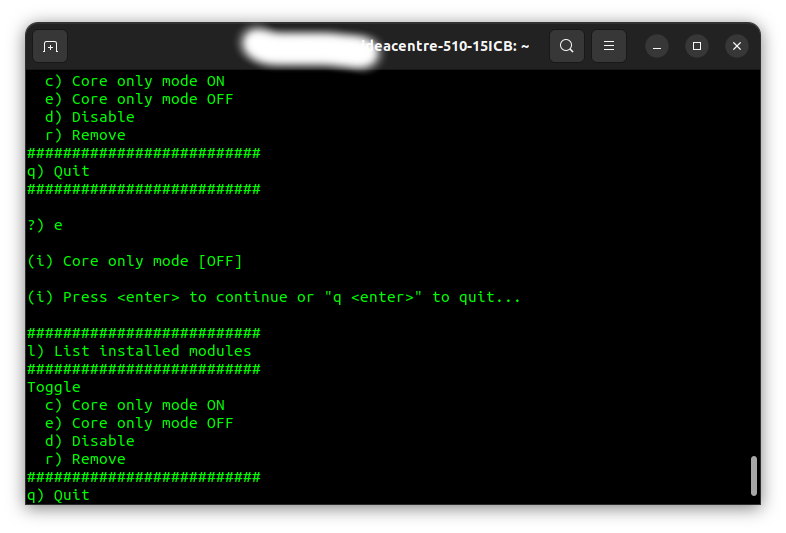 deacentre-510-15ICB: ~
c) Core only mode ON
e) Core only mode OFF
d) Disable
r) Remove
##########################
q) Quit
##########################
?) e
(i) Core only mode [OFF]
(i) Press <enter> to continue or "q <enter>" to quit...
##########################
l) List installed modules
##########################
Toggle
c) Core only mode ON
e) Core only mode OFF
d) Disable
r) Remove
##########################
q) Quit